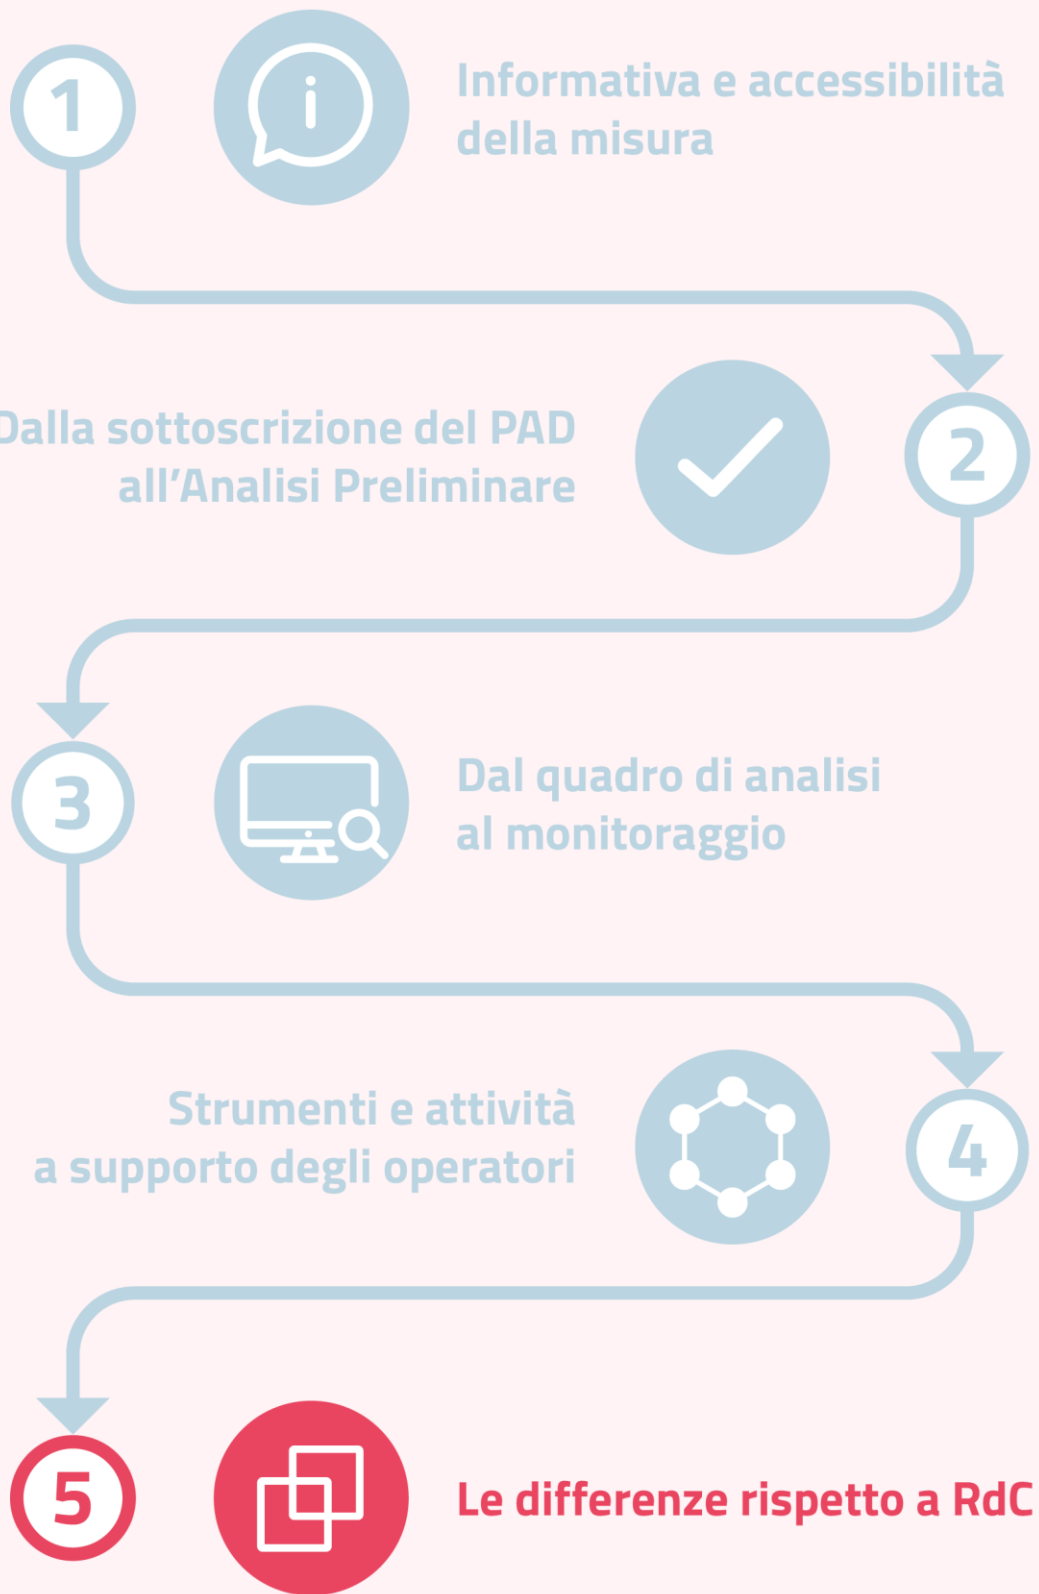 1
Informativa e accessibilità
della misura
Dalla sottoscrizione del PAD
all’Analisi Preliminare
2
3
Dal quadro di analisi
al monitoraggio
Strumenti e attività
a supporto degli operatori
4
5
Le differenze rispetto a RdC